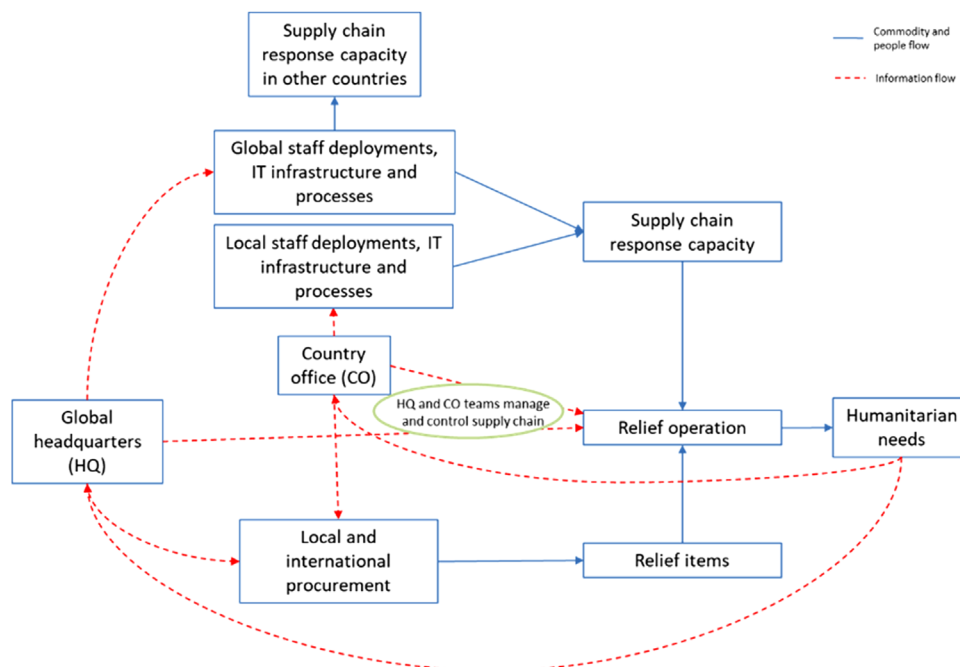 Supply chain
response capacity
in other countries
Commodity and
people flow
Information flow
Global staff deployments,
IT infrastructure and
processes
Supply chain
response capacity
Local staff deployments, IT
infrastructure and
processes
Country
office (CO)
HQ and CO teams manage
and control supply chain
Global
headquarters
(HQ)
Relief operation
Humanitarian
needs
Local and
international
procurement
Relief items